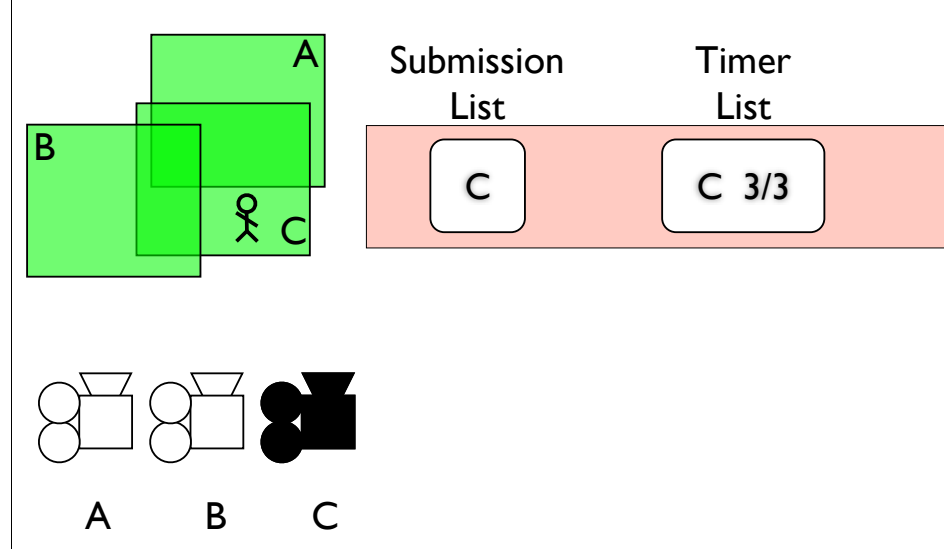 A
B
C
Submission
List
Timer
List
C
C 3/3
A B C